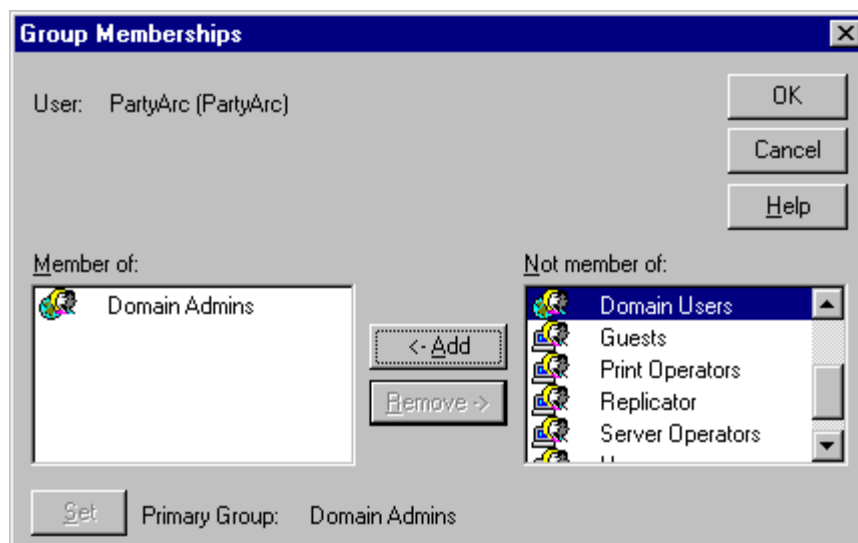 Group Memberships
User: PartyArc (PartyArc)
OK
Cancel
Help
Member of:
Domain Admins
<- Add
Remove ->
Not member of:
Domain Users
Guests
Print Operators
Replicator
Server Operators
Set
Primary Group: Domain Admins